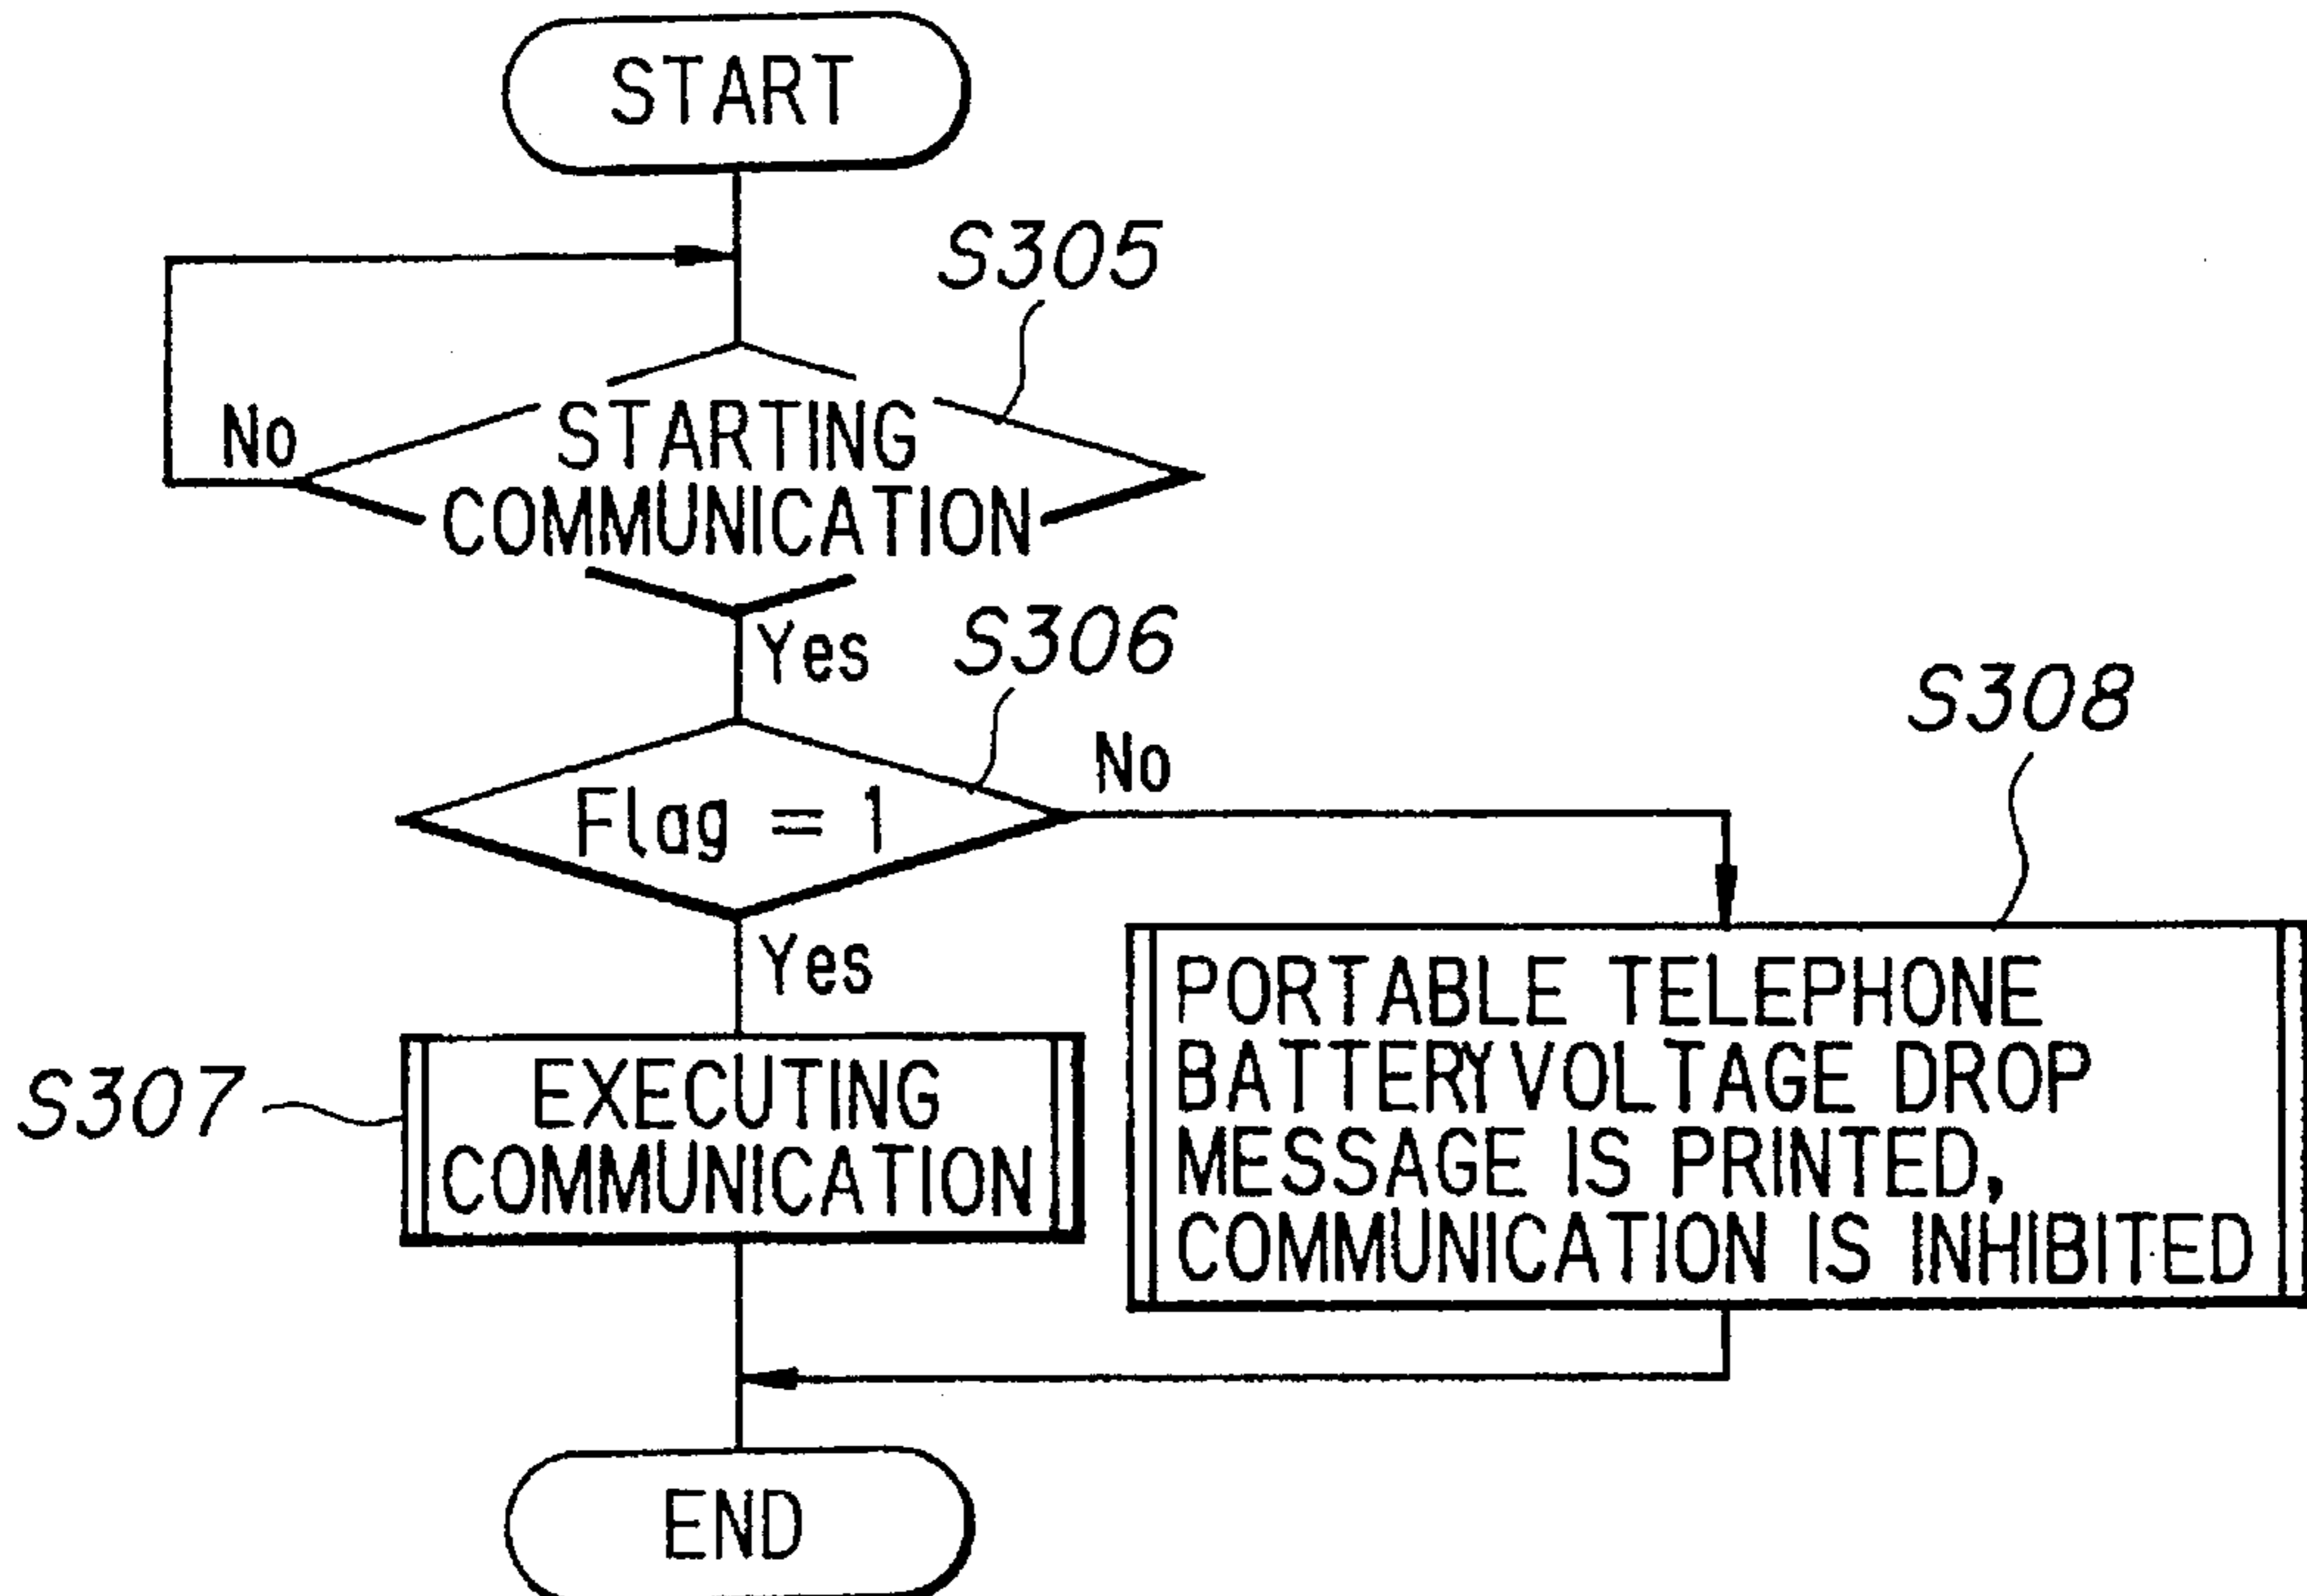 START
S305
No
STARTING
COMMUNICATION
Yes
S306
No
S308
Flag = 1
Yes
PORTABLE TELEPHONE
BATTERY VOLTAGE DROP
MESSAGE IS PRINTED,
COMMUNICATION IS INHIBITED
S307
EXECUTING
COMMUNICATION
END